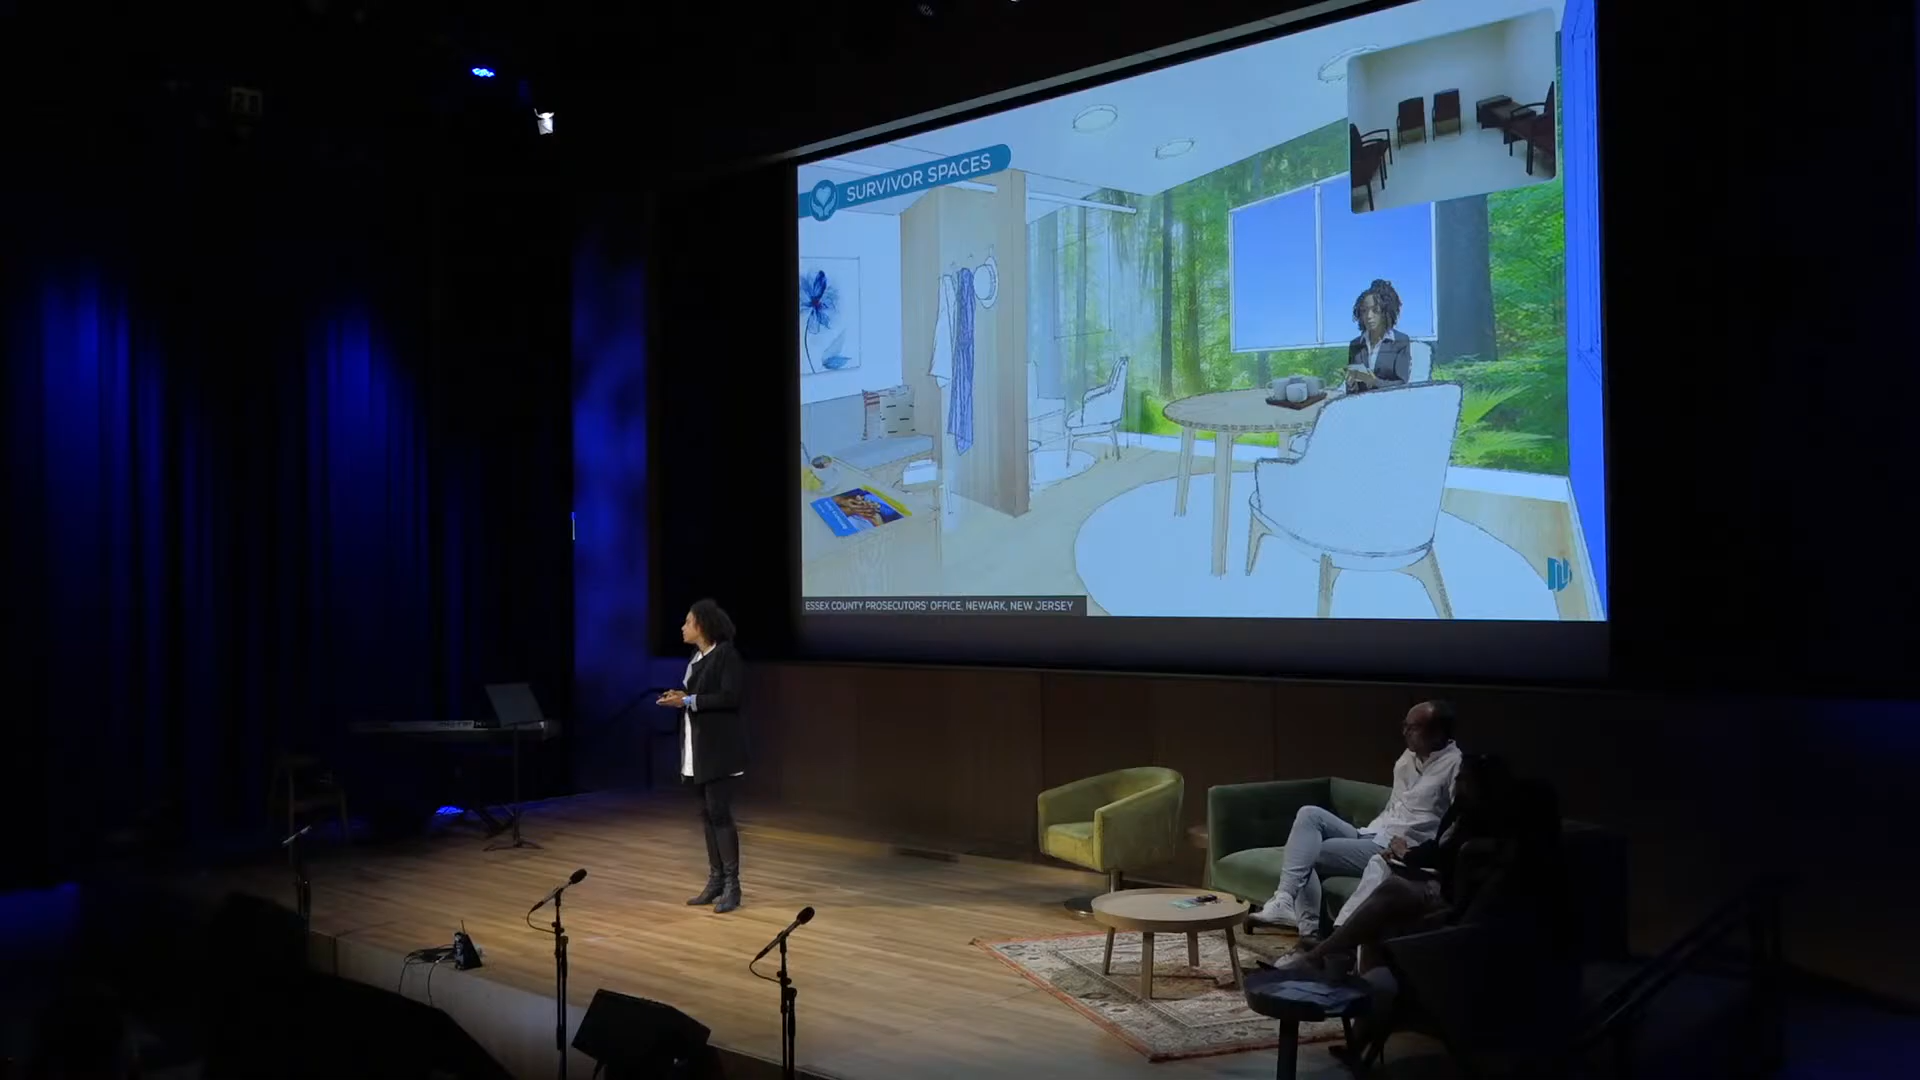 SURVIVOR SPACES
ESSEX COUNTY PROSECUTORS' OFFICE, NEWARK, NEW JERSEY